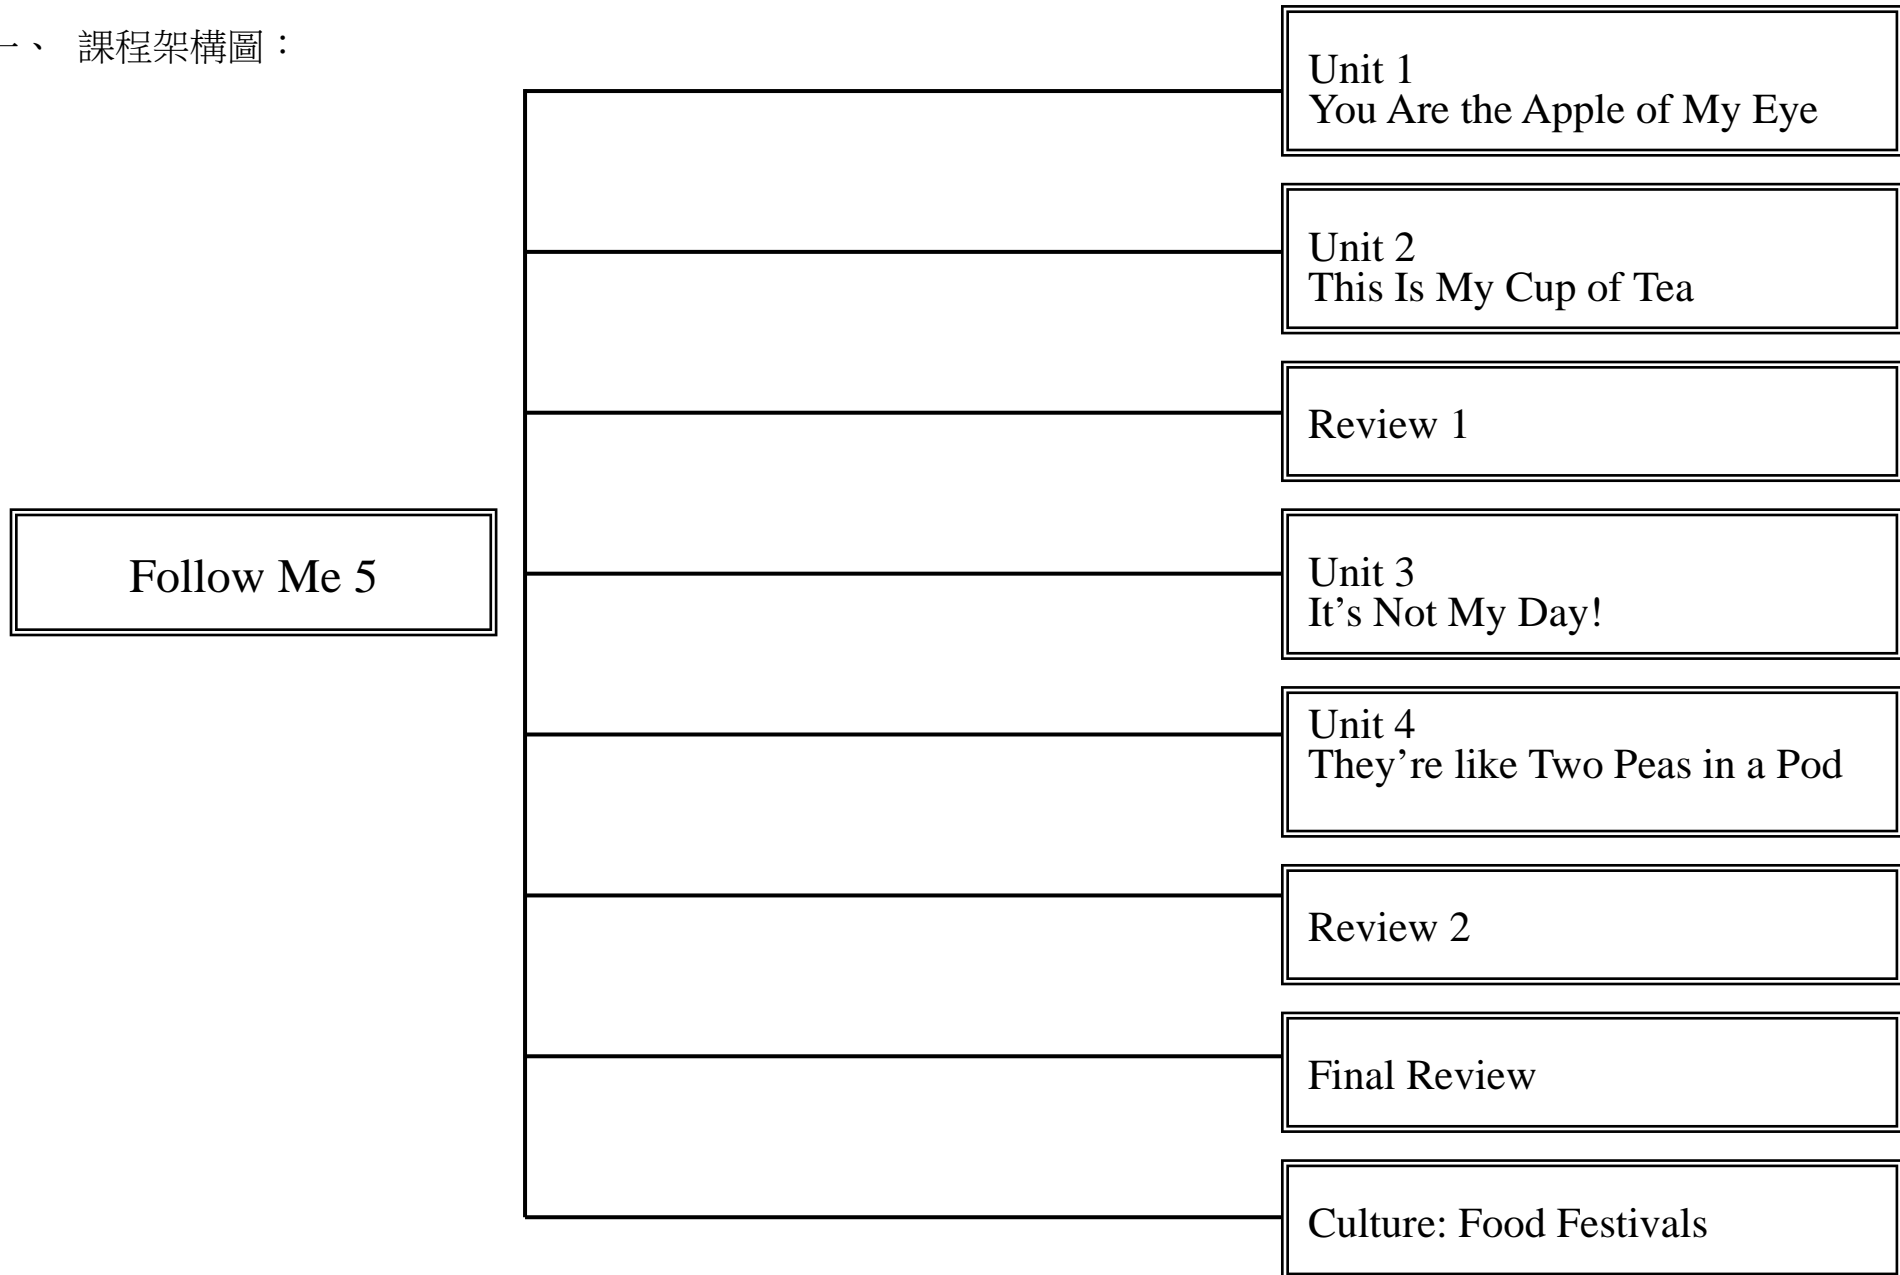 一、 課程架構圖：
Unit 1
You Are the Apple of My Eye
Unit 2
This Is My Cup of Tea
Review 1
Follow Me 5
Unit 3
It’s Not My Day!
Unit 4
They’re like Two Peas in a Pod
Review 2
Final Review
Culture: Food Festivals